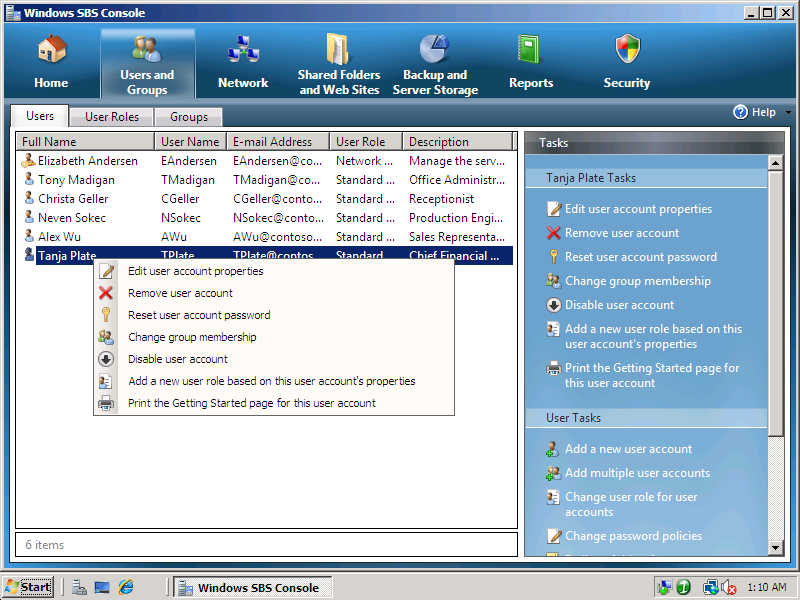 Windows SBS Console
Home
Users and
Groups
Network
Shared Folders
and Web Sites
Backup and
Server Storage
Reports
Security
Users
User Roles
Groups
Help
Full Name User Name E-mail Address User Role Description
Elizabeth Andersen EAndersen EAndersen@co... Network ... Manage the serv...
Tony Madigan TMadigan TMadigan@co... Standard ... Office Administr...
Christa Geller CGeller CGeller@conto... Standard ... Receptionist
Neven Sokec NSokec NSokec@conto... Standard ... Production Engi...
Alex Wu AWu AWu@contoso... Standard ... Sales Representa...
Tanja Plate TPlate TPlate@contos... Standard ... Chief Financial ...
Edit user account properties
Remove user account
Reset user account password
Change group membership
Disable user account
Add a new user role based on this user account's properties
Print the Getting Started page for this user account
6 items
Tasks
Tanja Plate Tasks
Edit user account properties
Remove user account
Reset user account password
Change group membership
Disable user account
Add a new user role based on this
user account's properties
Print the Getting Started page for
this user account
User Tasks
Add a new user account
Add multiple user accounts
Change user role for user
accounts
Change password policies
Start
Windows SBS Console
1:10 AM